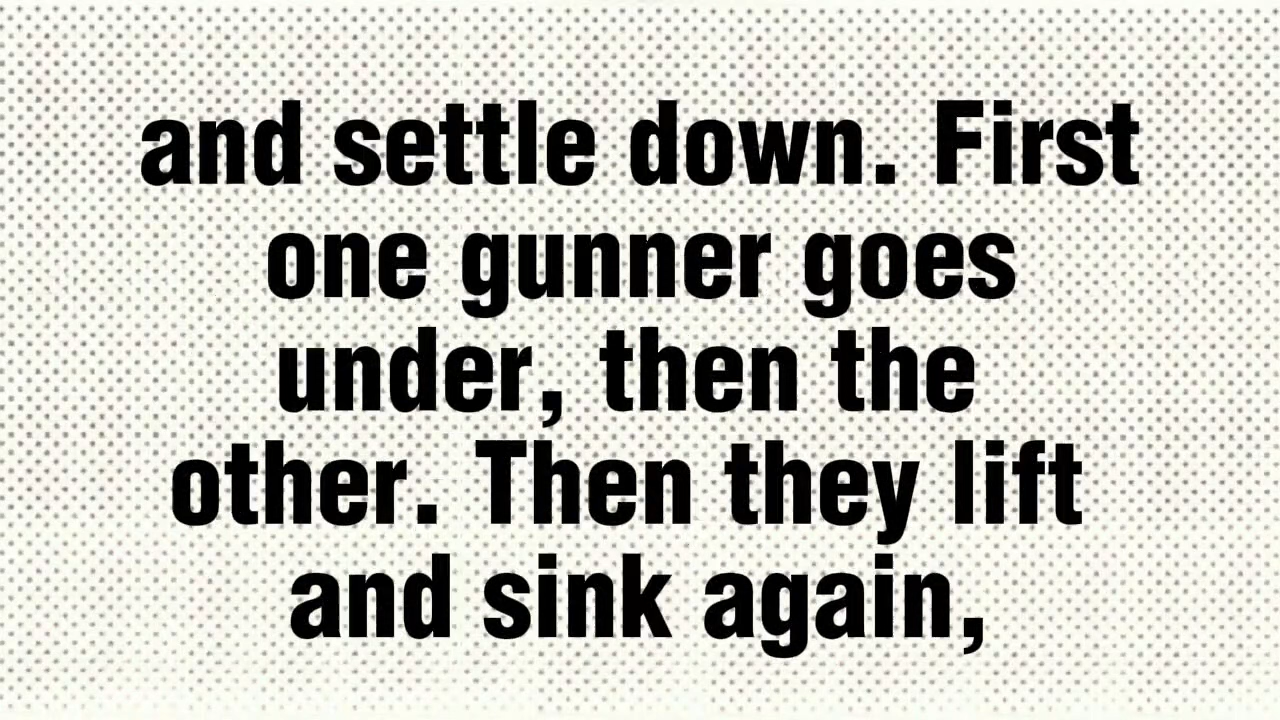 and settle down. First
one gunner goes
under, then the
other. Then they lift
and sink again,